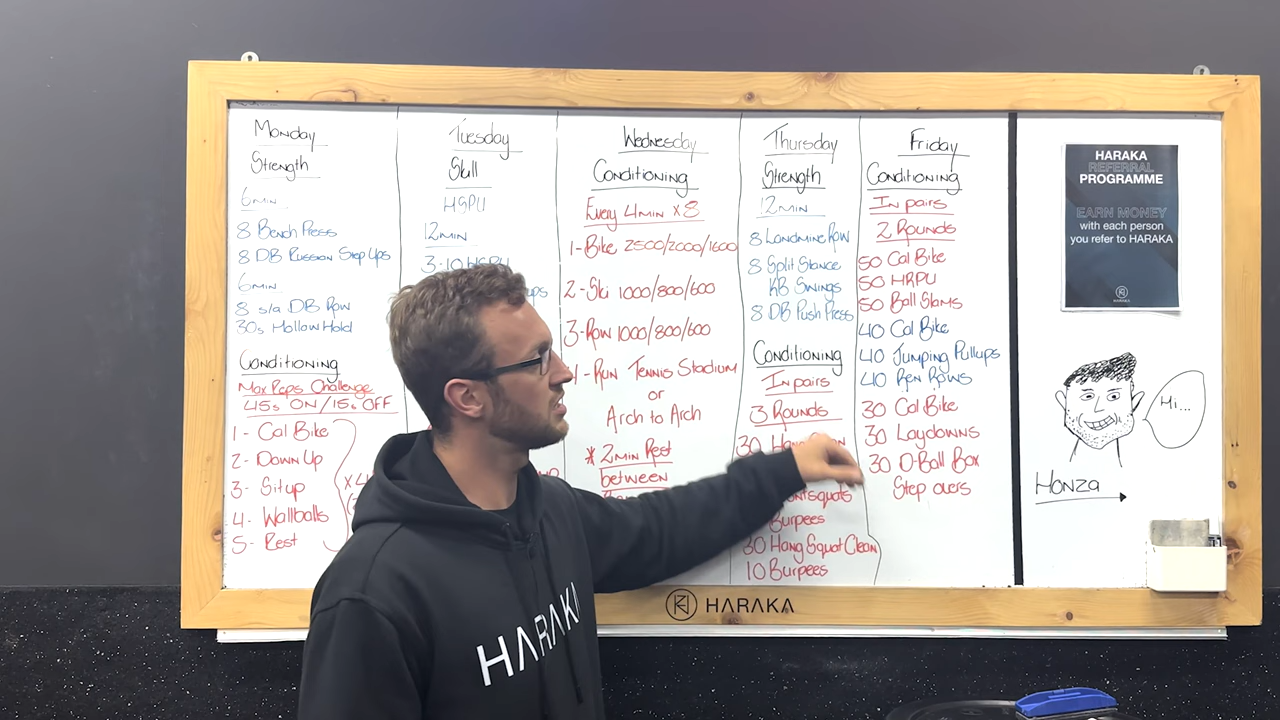 Monday
Strength
6min
8 Bench Press
8 DB Russian Step Ups
6min
8 s/a DB Row
30s Hollow Hold
Conditioning
Max Reps Challenge
45s ON/15s OFF
1- Cal Bike
2- Down Up
3- Situp
4- Wallballs
5- Rest
Tuesday
Skill
HSPU
12min
3-10 HSPU
Wednesday
Conditioning
Every 4min x8
1-Bike 2500/2000/1600
2-Ski 1000/800/600
3-Row 1000/800/600
-Run Tennis Stadium
or
Arch to Arch
* 2min Rest
between
Thursday
Strength
12min
8 Landmine Row
8 Split Stance
KB Swings
8 DB Push Press
Conditioning
In pairs
3 Rounds
30
Burpees
30 Hang Squat Clean
10 Burpees
Friday
Conditioning
In pairs
2 Rounds
50 Cal Bike
50 HRPU
50 Ball Slams
40 Cal Bike
40 Jumping Pullups
40 Ren Rows
30 Cal Bike
30 Laydowns
30 D-Ball Box
Step overs
HARAKA
REFERRAL
PROGRAMME
EARN MONEY
with each person
you refer to HARAKA
HARAKA
Hi...
Honza
HARAKA
HARAKA